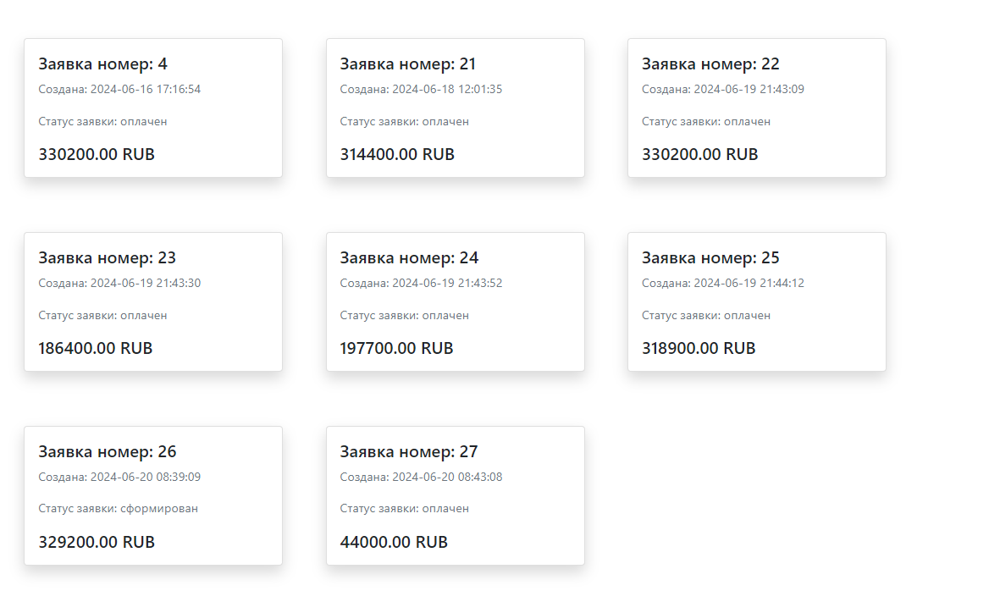 Заявка номер: 4
Создана: 2024-06-16 17:16:54
Статус заявки: оплачен
330200.00 RUB
Заявка номер: 21
Создана: 2024-06-18 12:01:35
Статус заявки: оплачен
314400.00 RUB
Заявка номер: 22
Создана: 2024-06-19 21:43:09
Статус заявки: оплачен
330200.00 RUB
Заявка номер: 23
Создана: 2024-06-19 21:43:30
Статус заявки: оплачен
186400.00 RUB
Заявка номер: 24
Создана: 2024-06-19 21:43:52
Статус заявки: оплачен
197700.00 RUB
Заявка номер: 25
Создана: 2024-06-19 21:44:12
Статус заявки: оплачен
318900.00 RUB
Заявка номер: 26
Создана: 2024-06-20 08:39:09
Статус заявки: сформирован
329200.00 RUB
Заявка номер: 27
Создана: 2024-06-20 08:43:08
Статус заявки: оплачен
44000.00 RUB